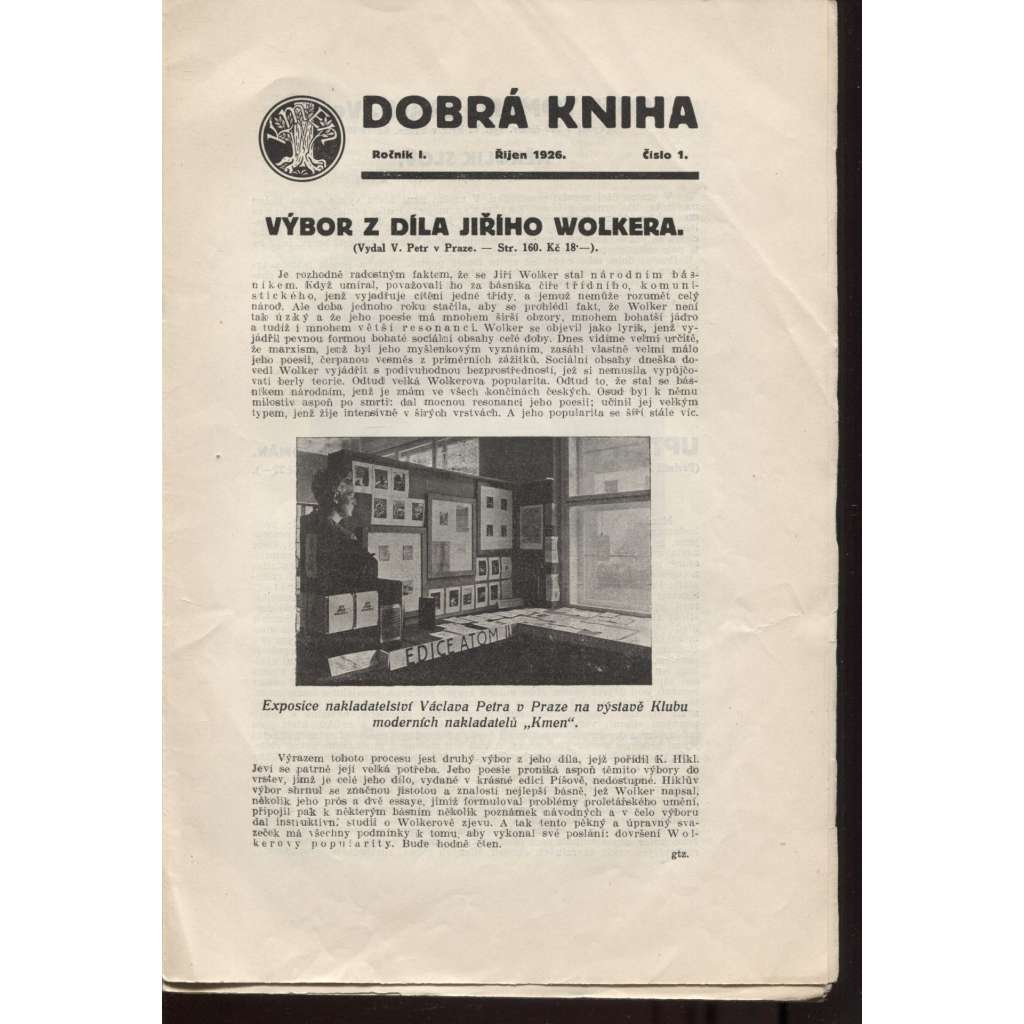 KMEN
DOBRÁ KNIHA
Ročník I. Říjen 1926. Číslo 1.
VÝBOR Z DÍLA JIŘÍHO WOLKERA.
(Vydal V. Petr v Praze. — Str. 160. Kč 18·—).
Je rozhodně radostným faktem, že se Jiří Wolker stal národním bás-
níkem. Když umíral, považovali ho za básníka čiře třídního, komuni-
stického, jenž vyjadřuje cítění jedné třídy, a jemuž nemůže rozumět celý
národ. Ale doba jednoho roku stačila, aby se prohlédl fakt, že Wolker není
tak úzký a že jeho poesie má mnohem širší obzory, mnohem bohatší jádro
a tudíž i mnohem větší resonanci. Wolker se objevil jako lyrik, jenž vy-
jádřil pevnou formou bohaté sociální obsahy celé doby. Dnes vidíme velmi určitě,
že marxism, jenž byl jeho myšlenkovým vyznáním, zasáhl vlastně velmi málo
jeho poesii, čerpanou vesměs z primérních zážitků. Sociální obsahy dneška do-
vedl Wolker vyjádřit s podivuhodnou bezprostředností, jež si nemusila vypůjčo-
vati berly teorie. Odtud velká Wolkerova popularita. Odtud to, že stal se bás-
níkem národním, jenž je znám ve všech končinách českých. Osud byl k němu
milostiv aspoň po smrti: dal mocnou resonanci jeho poesii; učinil jej velkým
typem, jenž žije intensivně v širých vrstvách. A jeho popularita se šíří stále víc.
EDICE ATOM II
Exposice nakladatelství Václava Petra v Praze na výstavě Klubu
moderních nakladatelů „Kmen“.
Výrazem tohoto procesu jest druhý výbor z jeho díla, jejž pořídil K. Hikl.
Jeví se patrně její velká potřeba. Jeho poesie proniká aspoň těmito výbory do
vrstev, jimž je celé jeho dílo, vydané v krásné edici Píšově, nedostupné. Hiklův
výbor shrnul se značnou jistotou a znalostí nejlepší básně, jež Wolker napsal,
několik jeho prós a dvě essaye, jimiž formuloval problémy proletářského umění,
připojil pak k některým básním několik poznámek návodných a v čelo výboru
dal instruktivní studii o Wolkerově zjevu. A tak tento pěkný a úpravný sva-
zeček má všechny podmínky k tomu, aby vykonal své poslání: dovršení Wol-
kerovy popularity. Bude hodně čten.
gtz.